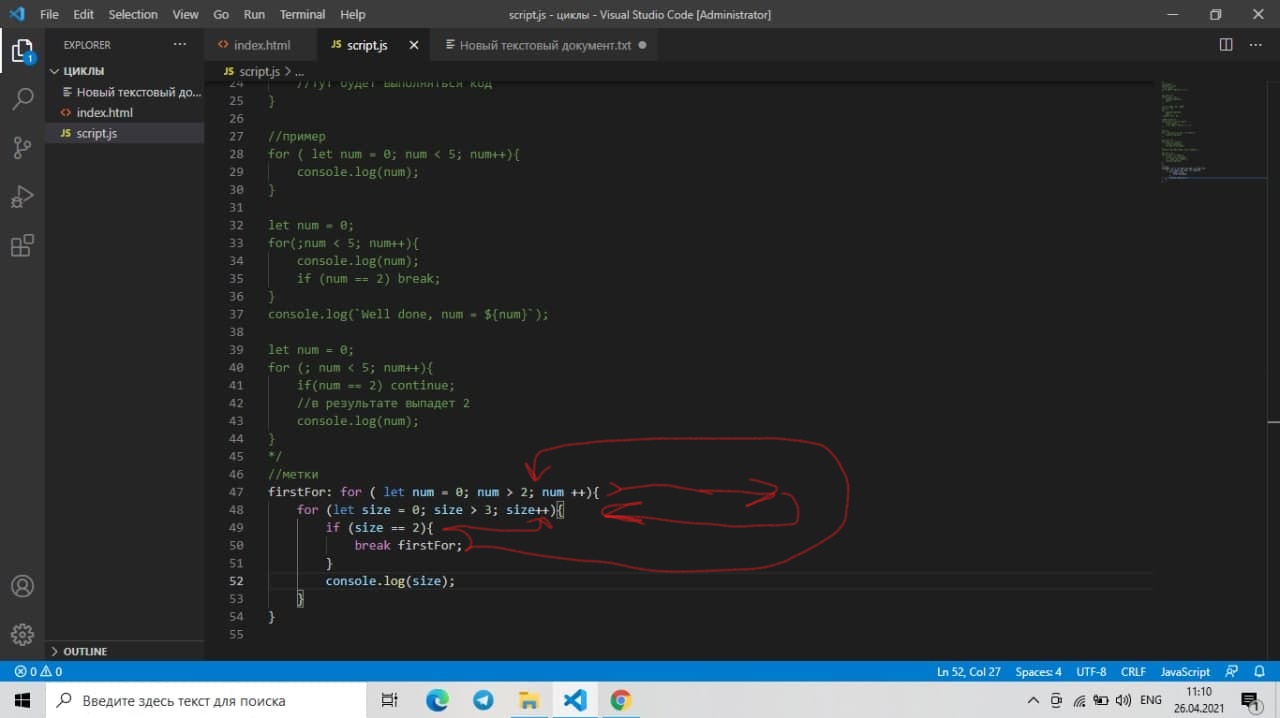 File Edit Selection View Go Run Terminal Help script.js - циклы - Visual Studio Code [Administrator]
EXPLORER ··· <> index.html JS script.js × Новый текстовый документ.txt ● ···
1
ЦИКЛЫ JS script.js > ...
Новый текстовый до...
<> index.html
JS script.js
24 //тут будет выполняться код
25 }
26
27 //пример
28 for ( let num = 0; num < 5; num++){
29 console.log(num);
30 }
31
32 let num = 0;
33 for(;num < 5; num++){
34 console.log(num);
35 if (num == 2) break;
36 }
37 console.log(`Well done, num = ${num}`);
38
39 let num = 0;
40 for (; num < 5; num++){
41 if(num == 2) continue;
42 //в результате выпадет 2
43 console.log(num);
44 }
45 */
46 //метки
47 firstFor: for ( let num = 0; num > 2; num ++){
48 for (let size = 0; size > 3; size++){
49 if (size == 2){
50 break firstFor;
51 }
52 console.log(size);
53 }
54 }
55
OUTLINE
0 0 Ln 52, Col 27 Spaces: 4 UTF-8 CRLF JavaScript
Введите здесь текст для поиска ENG 11:10
26.04.2021 1